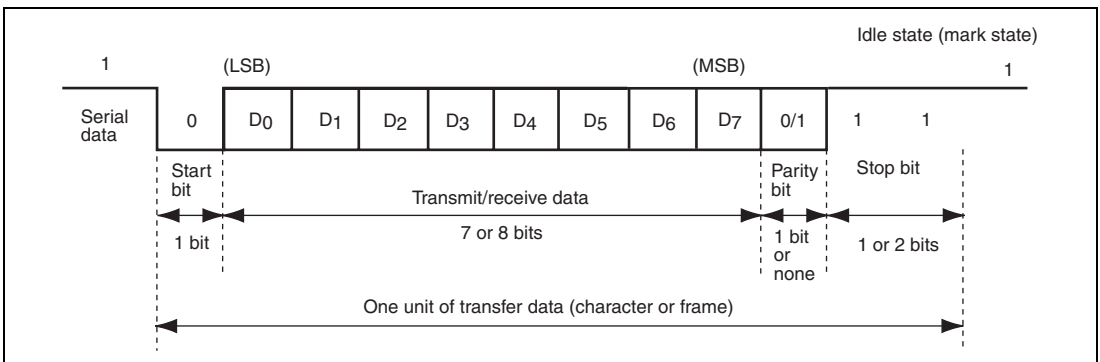 Idle state (mark state)
1 (LSB) (MSB) 1
Serial data
0 D0 D1 D2 D3 D4 D5 D6 D7 0/1 1 1
Start bit
Transmit/receive data
Parity bit
Stop bit
1 bit
7 or 8 bits
1 bit or none
1 or 2 bits
One unit of transfer data (character or frame)